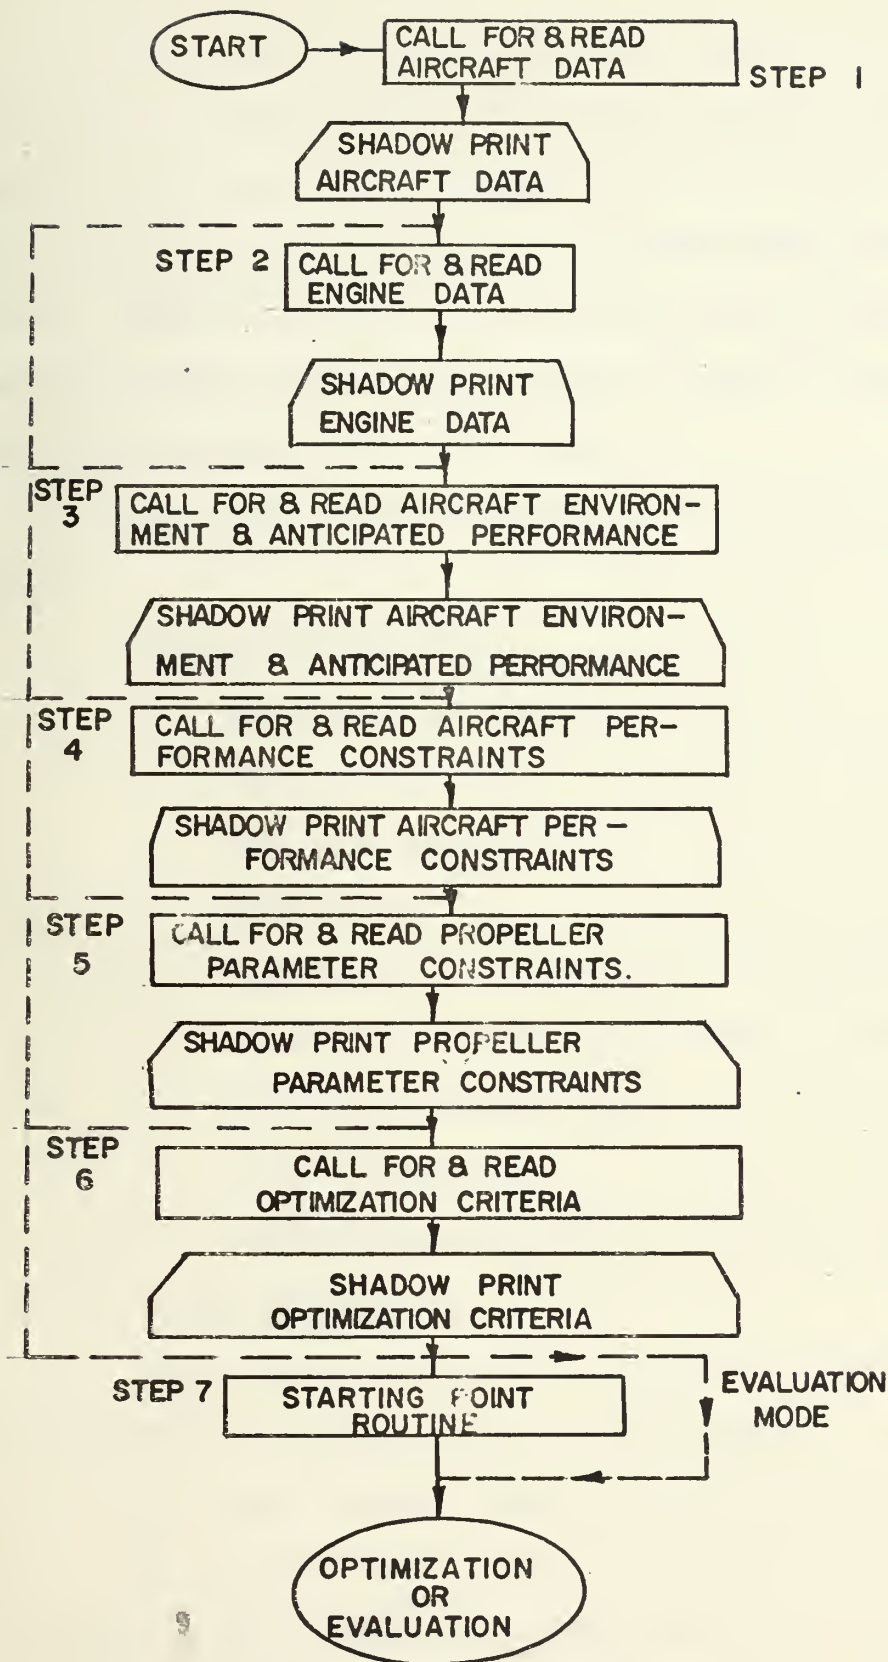 START
CALL FOR & READ
AIRCRAFT DATA
STEP 1
SHADOW PRINT
AIRCRAFT DATA
STEP 2
CALL FOR & READ
ENGINE DATA
SHADOW PRINT
ENGINE DATA
STEP
3
CALL FOR & READ AIRCRAFT ENVIRON-
MENT & ANTICIPATED PERFORMANCE
SHADOW PRINT AIRCRAFT ENVIRON-
MENT & ANTICIPATED PERFORMANCE
STEP
4
CALL FOR & READ AIRCRAFT PER-
FORMANCE CONSTRAINTS
SHADOW PRINT AIRCRAFT PER-
FORMANCE CONSTRAINTS
STEP
5
CALL FOR & READ PROPELLER
PARAMETER CONSTRAINTS.
SHADOW PRINT PROPELLER
PARAMETER CONSTRAINTS
STEP
6
CALL FOR & READ
OPTIMIZATION CRITERIA
SHADOW PRINT
OPTIMIZATION CRITERIA
STEP 7
STARTING POINT
ROUTINE
EVALUATION
MODE
OPTIMIZATION
OR
EVALUATION
9